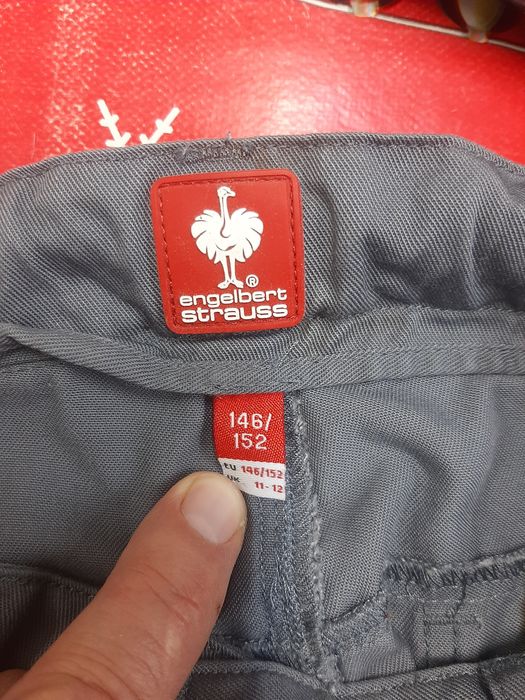 ®
engelbert
strauss
146/
152
EU 146/152
UK 11-12